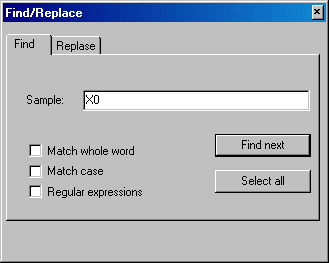 Find/Replace
Find Replase
Sample: X0
Find next
Match whole word
Match case
Select all
Regular expressions